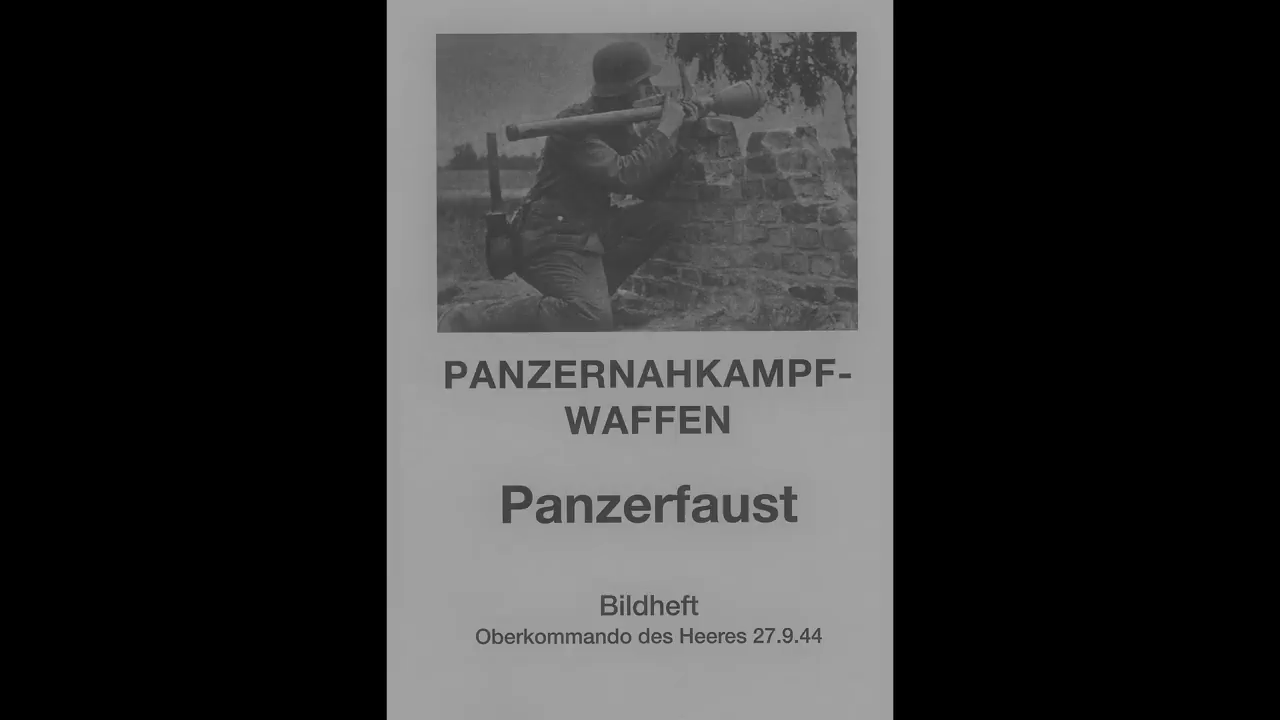 PANZERNAHKAMPF-
WAFFEN
Panzerfaust
Bildheft
Oberkommando des Heeres 27.9.44